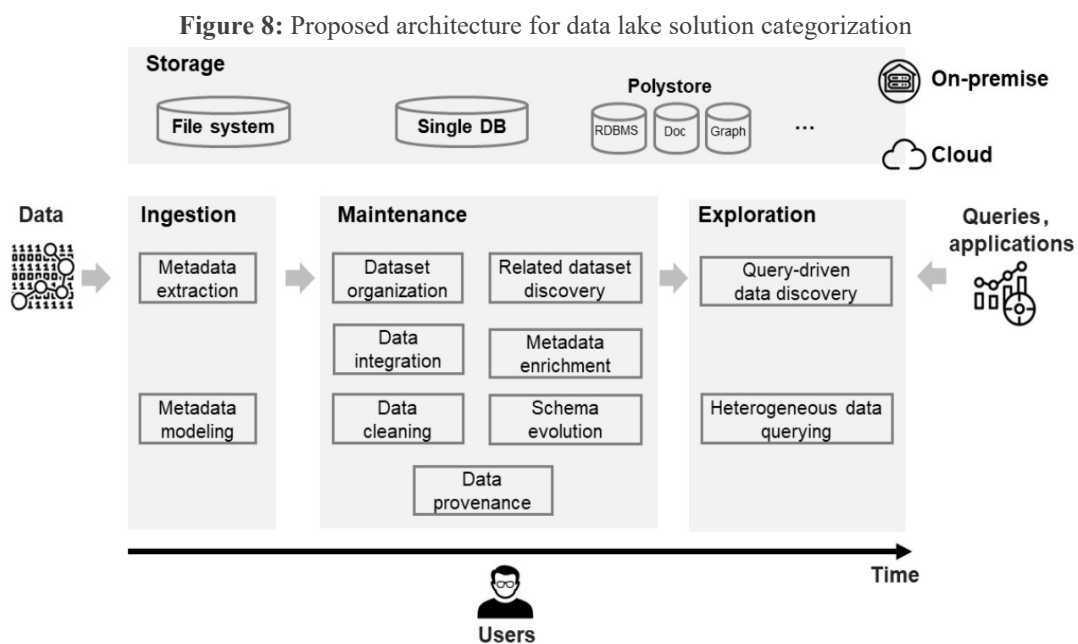 Figure 8: Proposed architecture for data lake solution categorization
Storage
File system
Single DB
Polystore
RDBMS
Doc
Graph
...
On-premise
Cloud
Data
1111 11
Ingestion
Metadata
extraction
Metadata
modeling
Maintenance
Dataset
organization
Related dataset
discovery
Data
integration
Metadata
enrichment
Data
cleaning
Schema
evolution
Data
provenance
Exploration
Query-driven
data discovery
Heterogeneous data
querying
Queries,
applications
Time
Users